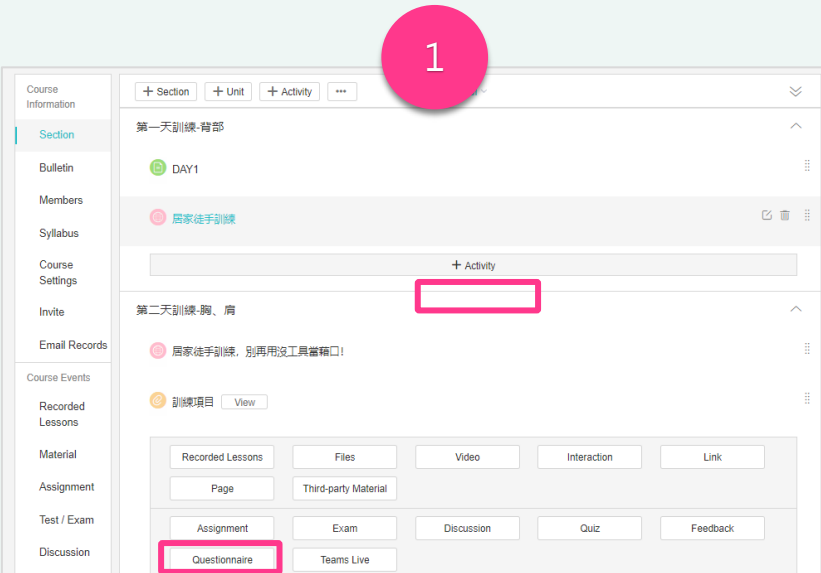 1
Course
Information
Section
Bulletin
Members
Syllabus
Course
Settings
Invite
Email Records
Course Events
Recorded
Lessons
Material
Assignment
Test / Exam
Discussion
+ Section + Unit + Activity •••
第一天訓練-背部
DAY1
居家徒手訓練
+ Activity
第二天訓練-胸、肩
居家徒手訓練，別再用沒工具當藉口！
訓練項目 View
Recorded Lessons Files Video Interaction Link
Page Third-party Material
Assignment Exam Discussion Quiz Feedback
Questionnaire Teams Live